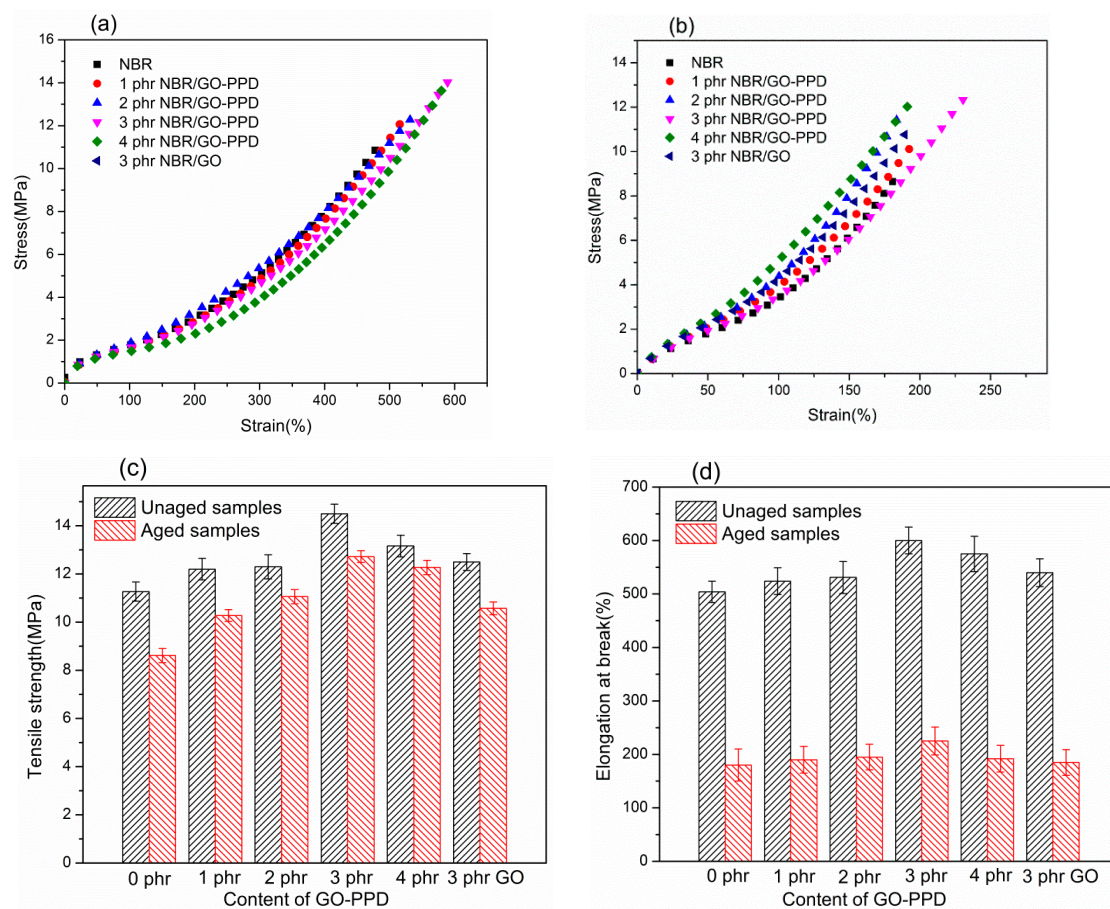 (a)
16
14
12
10
8
6
4
2
0
Stress(MPa)
NBR
1 phr NBR/GO-PPD
2 phr NBR/GO-PPD
3 phr NBR/GO-PPD
4 phr NBR/GO-PPD
3 phr NBR/GO
0 100 200 300 400 500 600
Strain(%)
(b)
14
12
10
8
6
4
2
0
Stress(MPa)
NBR
1 phr NBR/GO-PPD
2 phr NBR/GO-PPD
3 phr NBR/GO-PPD
4 phr NBR/GO-PPD
3 phr NBR/GO
0 50 100 150 200 250
Strain(%)
(c)
14
12
10
8
6
4
2
0
Tensile strength(MPa)
Unaged samples
Aged samples
0 phr 1 phr 2 phr 3 phr 4 phr 3 phr GO
Content of GO-PPD
(d)
700
600
500
400
300
200
100
0
Elongation at break(%)
Unaged samples
Aged samples
0 phr 1 phr 2 phr 3 phr 4 phr 3 phr GO
Content of GO-PPD